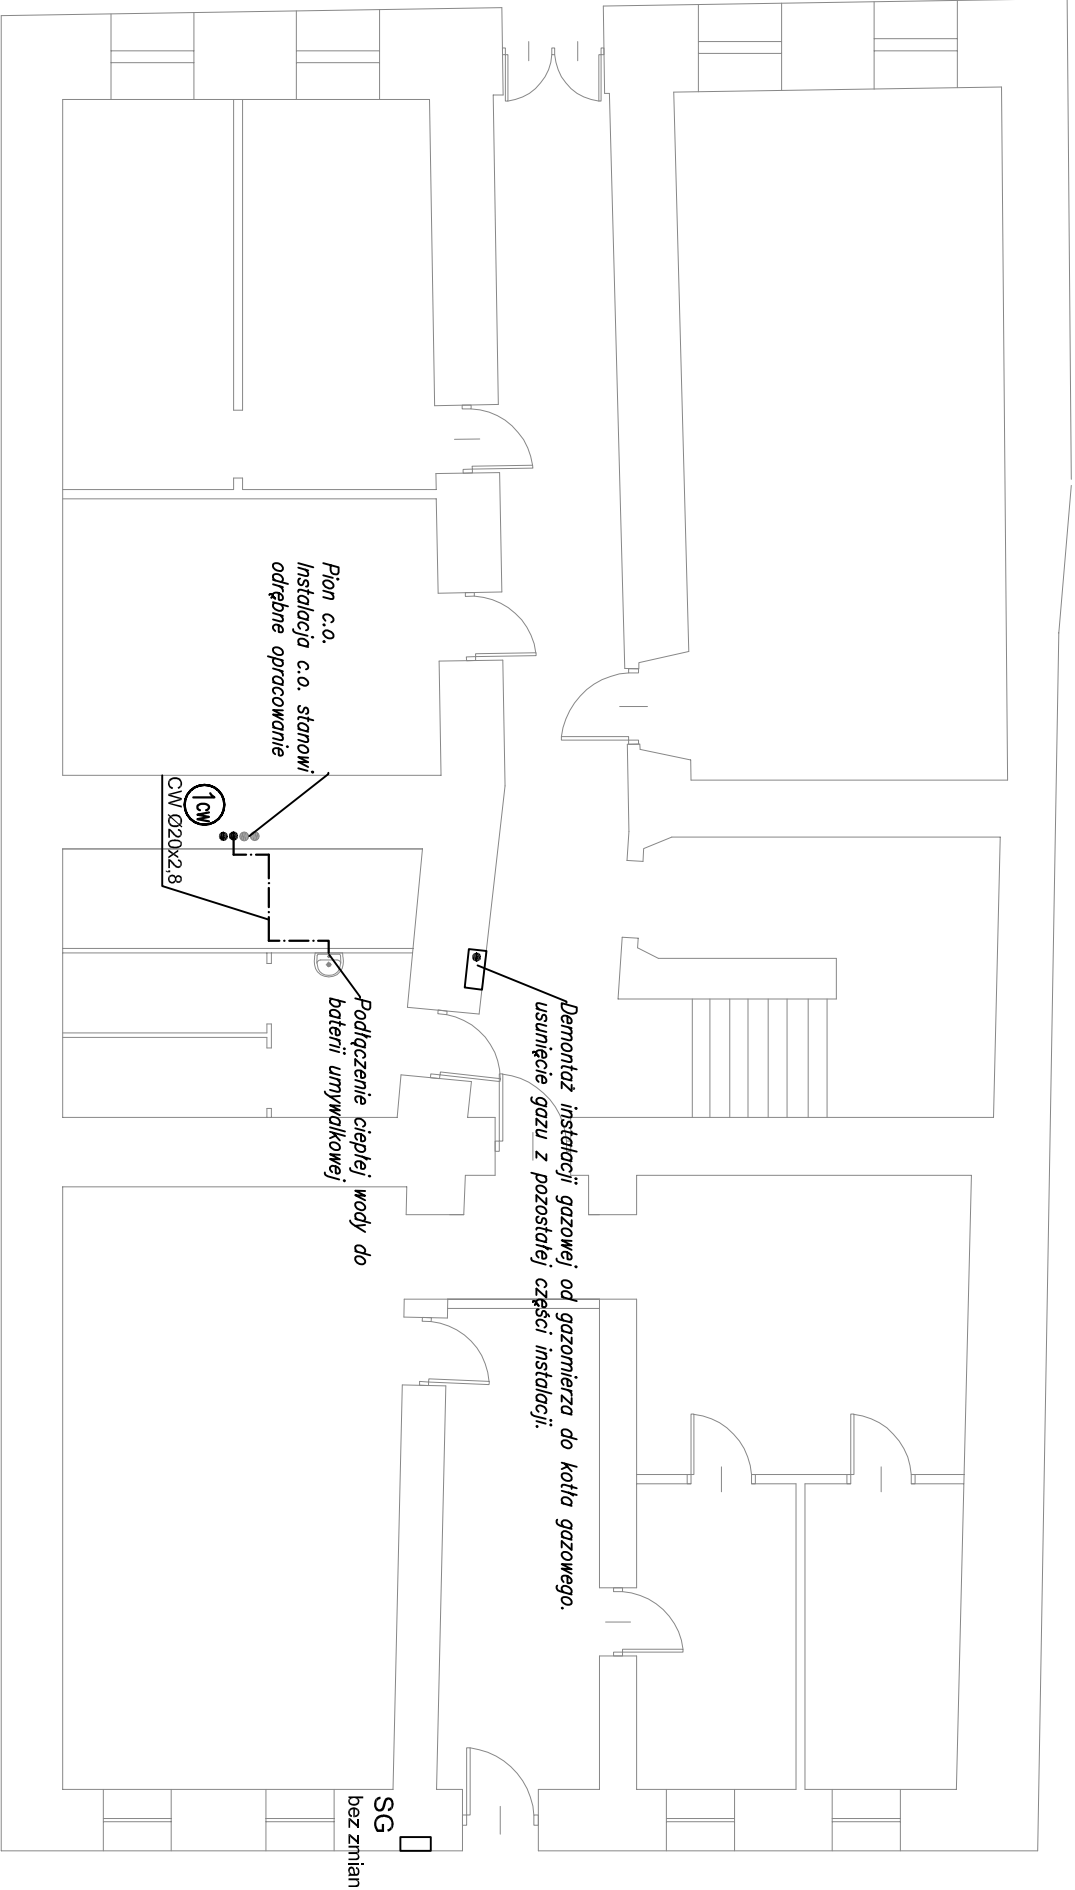 Pion c.o.
Instalacja c.o. stanowi
odrębne opracowanie
1cw
CW Ø20x2,8
Demontaż instalacji gazowej od gazomierza do kotła gazowego.
usunięcie gazu z pozostałej części instalacji.
Podłączenie ciepłej wody do
baterii umywalkowej
SG
bez zmian